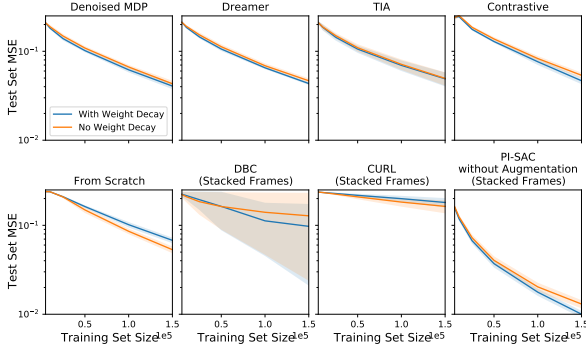 Denoised MDP
Dreamer
TIA
Contrastive
Test Set MSE
10⁻¹
10⁻²
With Weight Decay
No Weight Decay
From Scratch
DBC
(Stacked Frames)
CURL
(Stacked Frames)
PI-SAC
without Augmentation
(Stacked Frames)
Test Set MSE
10⁻¹
10⁻²
0.5 1.0 1.5
0.5 1.0 1.5
0.5 1.0 1.5
0.5 1.0 1.5
Training Set Size 1e5
Training Set Size 1e5
Training Set Size 1e5
Training Set Size 1e5